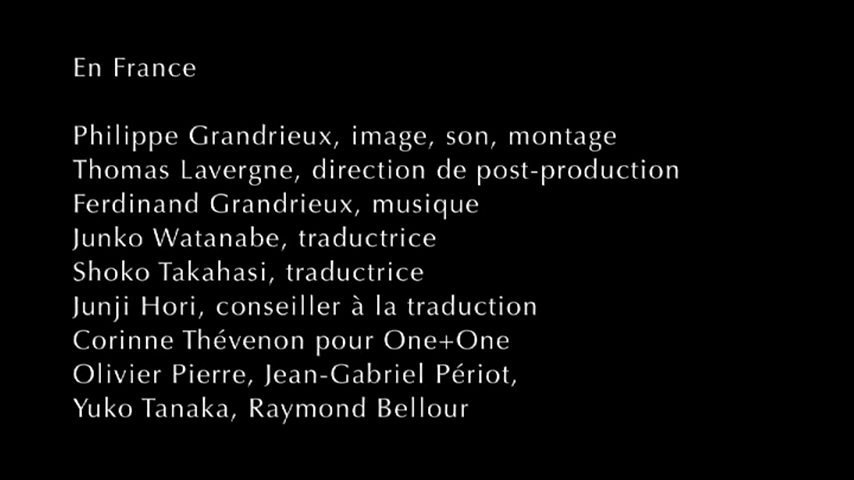 En France
Philippe Grandrieux, image, son, montage
Thomas Lavergne, direction de post-production
Ferdinand Grandrieux, musique
Junko Watanabe, traductrice
Shoko Takahasi, traductrice
Junji Hori, conseiller à la traduction
Corinne Thévenon pour One+One
Olivier Pierre, Jean-Gabriel Périot,
Yuko Tanaka, Raymond Bellour